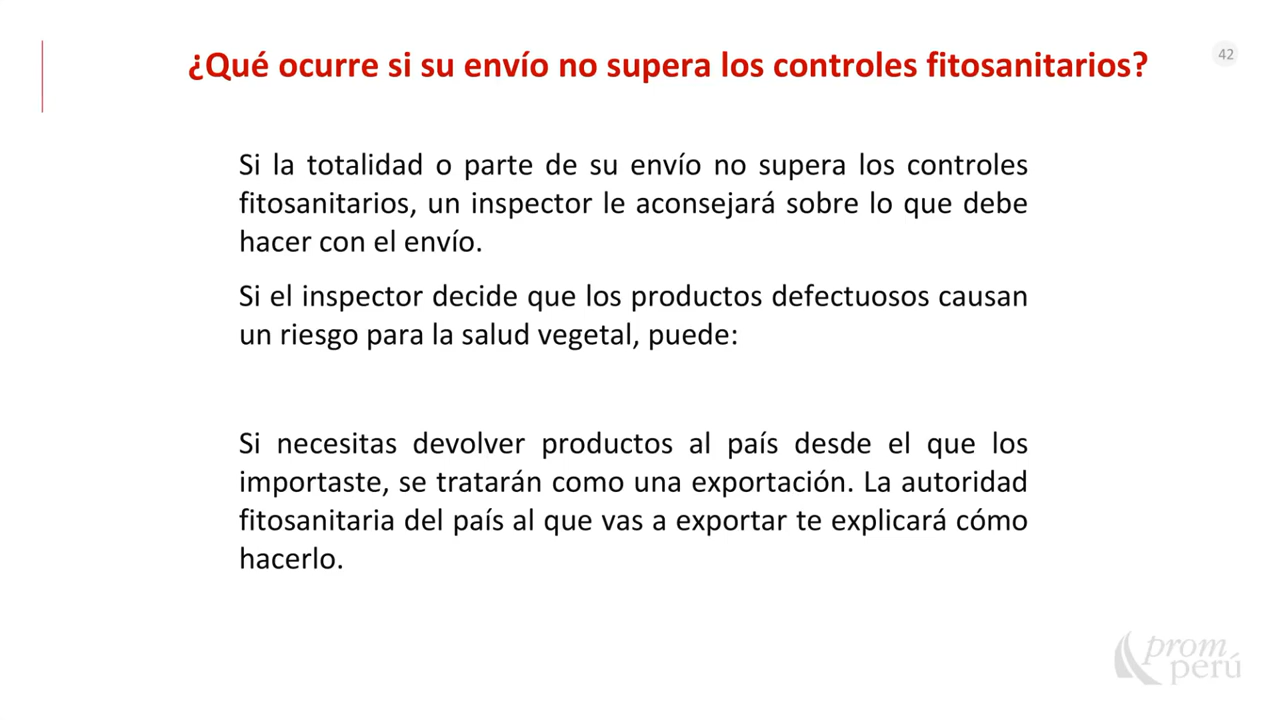 ¿Qué ocurre si su envío no supera los controles fitosanitarios?
42
Si la totalidad o parte de su envío no supera los controles
fitosanitarios, un inspector le aconsejará sobre lo que debe
hacer con el envío.
Si el inspector decide que los productos defectuosos causan
un riesgo para la salud vegetal, puede:
Si necesitas devolver productos al país desde el que los
importaste, se tratarán como una exportación. La autoridad
fitosanitaria del país al que vas a exportar te explicará cómo
hacerlo.
prom
perú